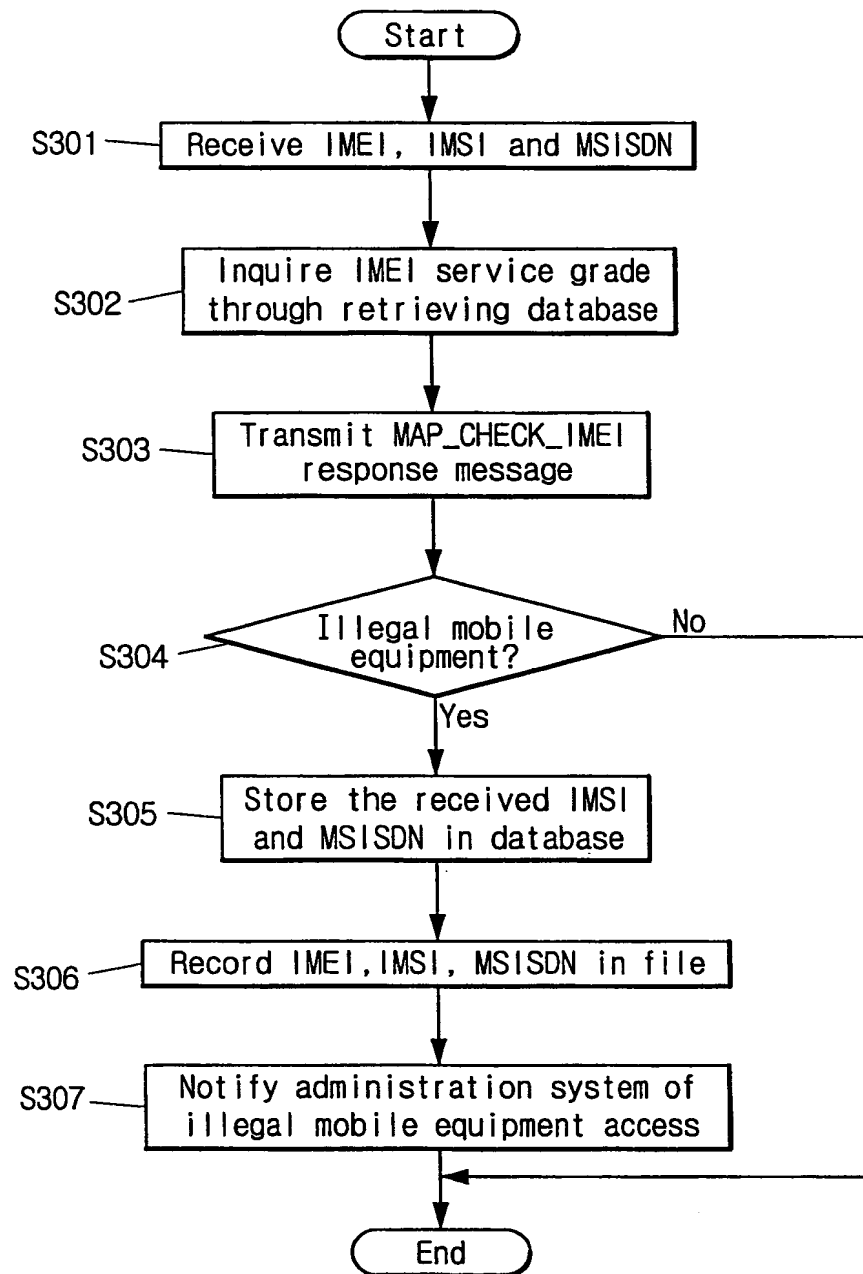 Start
S301
Receive IMEI, IMSI and MSISDN
S302
Inquire IMEI service grade
through retrieving database
S303
Transmit MAP_CHECK_IMEI
response message
S304
Illegal mobile
equipment?
No
Yes
S305
Store the received IMSI
and MSISDN in database
S306
Record IMEI,IMSI, MSISDN in file
S307
Notify administration system of
illegal mobile equipment access
End